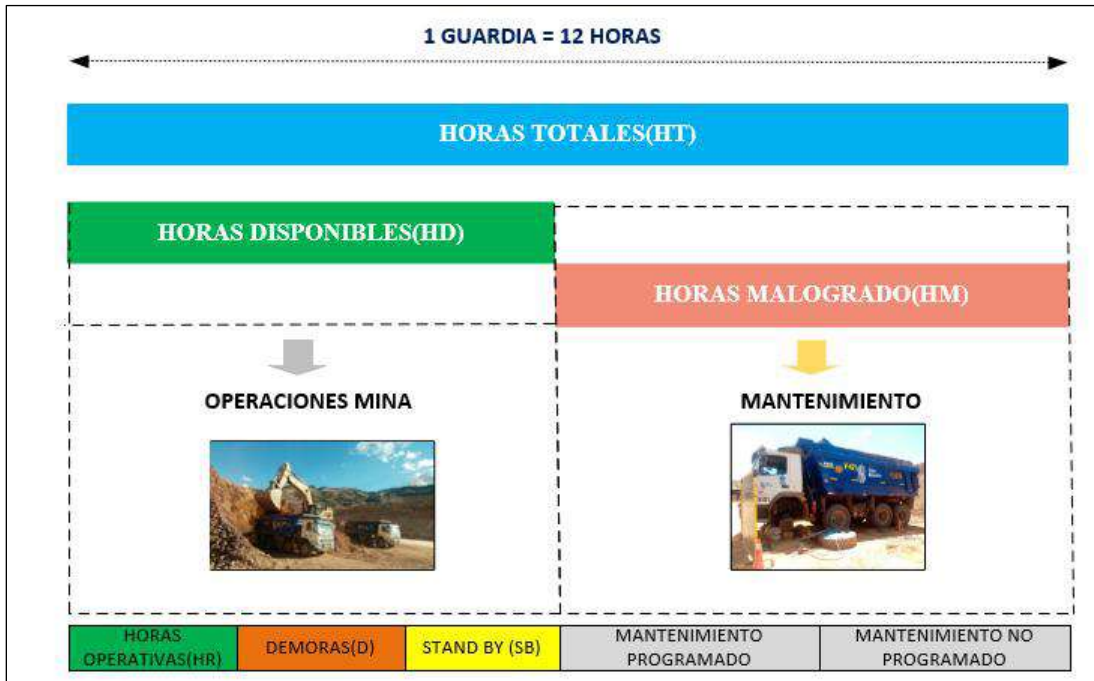 1 GUARDIA = 12 HORAS
HORAS TOTALES(HT)
HORAS DISPONIBLES(HD)
HORAS MALOGRADO(HM)
OPERACIONES MINA
MANTENIMIENTO
HORAS
OPERATIVAS(HR)
DEMORAS(D)
STAND BY (SB)
MANTENIMIENTO
PROGRAMADO
MANTENIMIENTO NO
PROGRAMADO